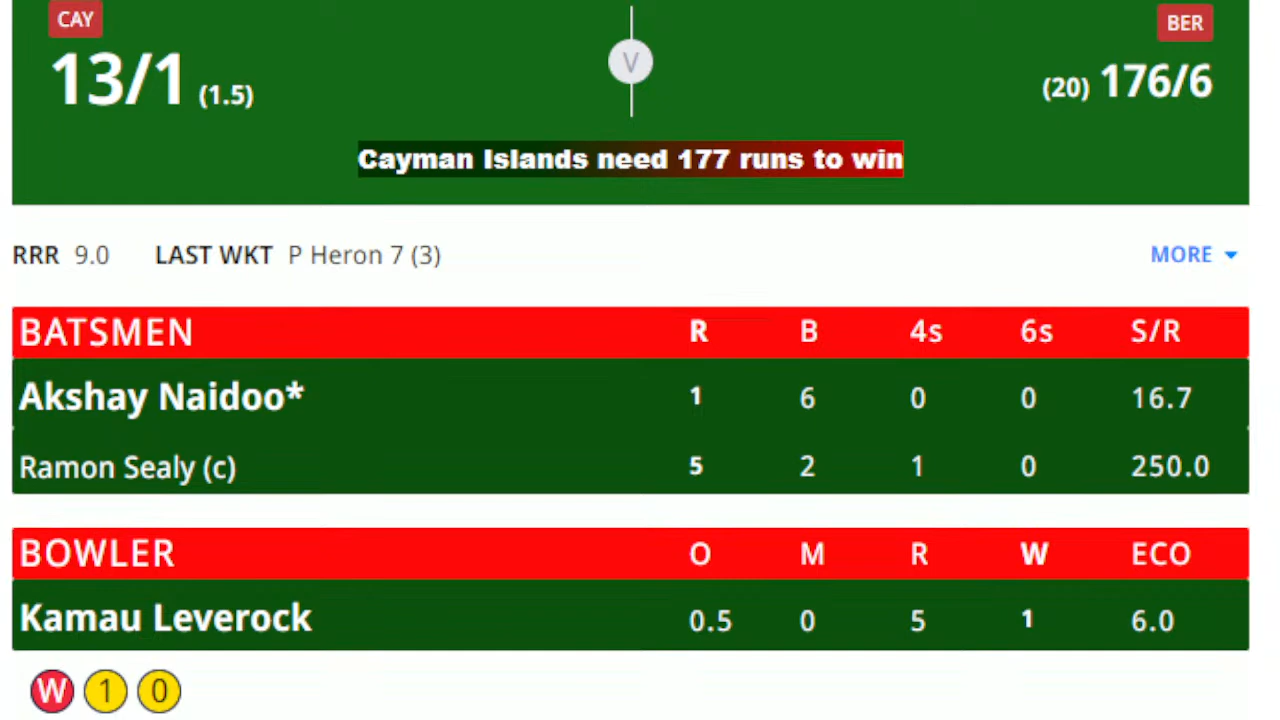 CAY
BER
13/1 (1.5)
V
(20) 176/6
Cayman Islands need 177 runs to win
RRR 9.0 LAST WKT P Heron 7 (3)
MORE
BATSMEN R B 4s 6s S/R
Akshay Naidoo* 1 6 0 0 16.7
Ramon Sealy (c) 5 2 1 0 250.0
BOWLER O M R W ECO
Kamau Leverock 0.5 0 5 1 6.0
W 1 0